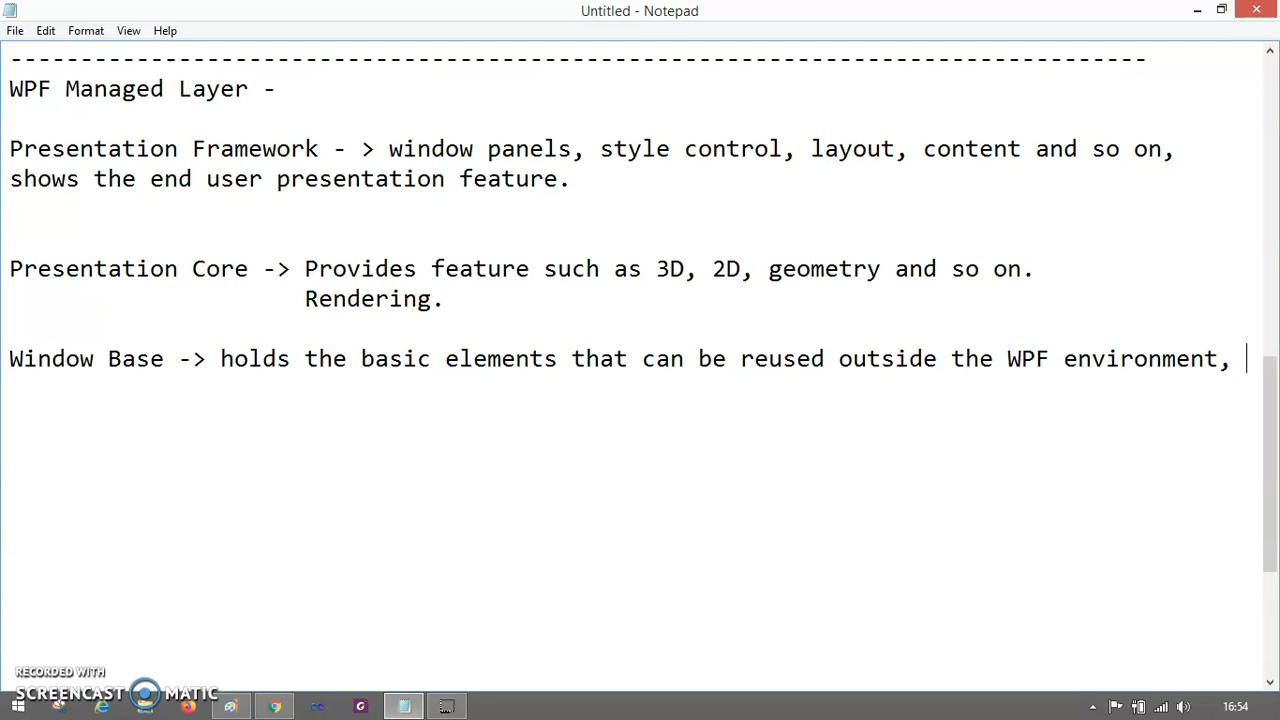 Untitled - Notepad
File Edit Format View Help
--------------------------------------------------------------------------------
WPF Managed Layer -
Presentation Framework - > window panels, style control, layout, content and so on,
shows the end user presentation feature.
Presentation Core -> Provides feature such as 3D, 2D, geometry and so on.
Rendering.
Window Base -> holds the basic elements that can be reused outside the WPF environment,
RECORDED WITH
SCREENCAST MATIC
16:54